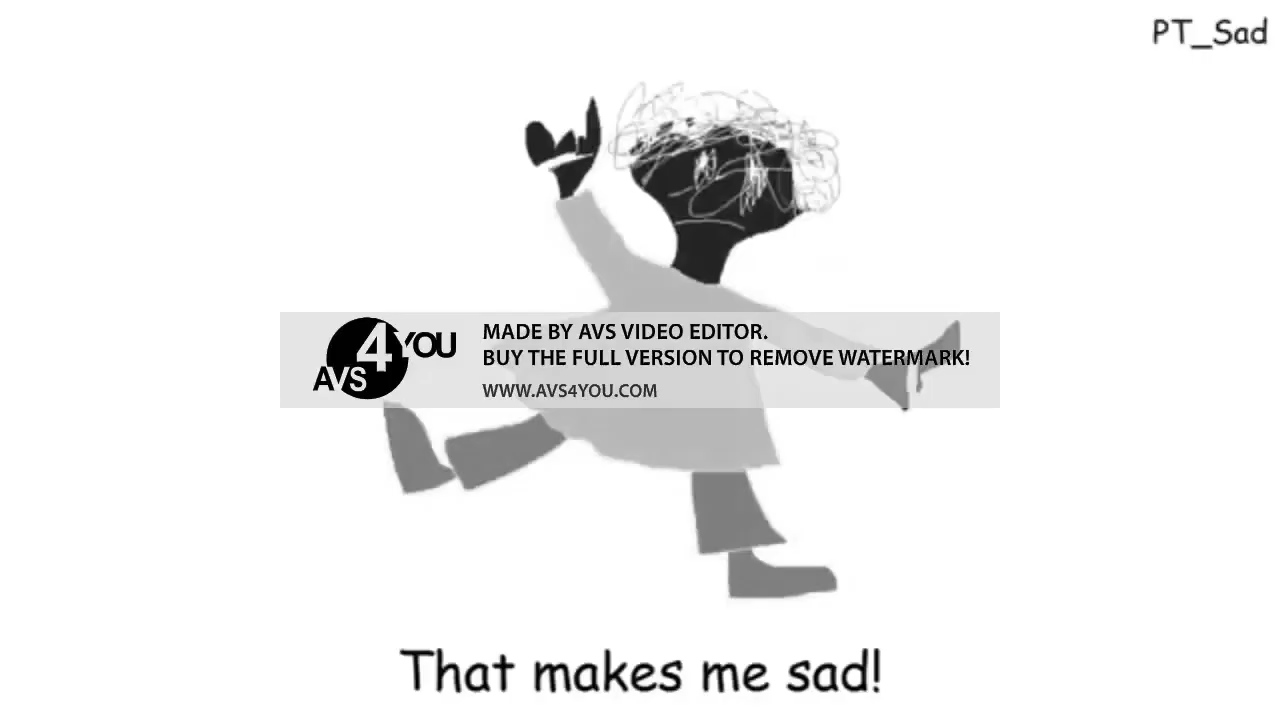 PT_Sad
AVS4YOU
MADE BY AVS VIDEO EDITOR.
BUY THE FULL VERSION TO REMOVE WATERMARK!
WWW.AVS4YOU.COM
That makes me sad!